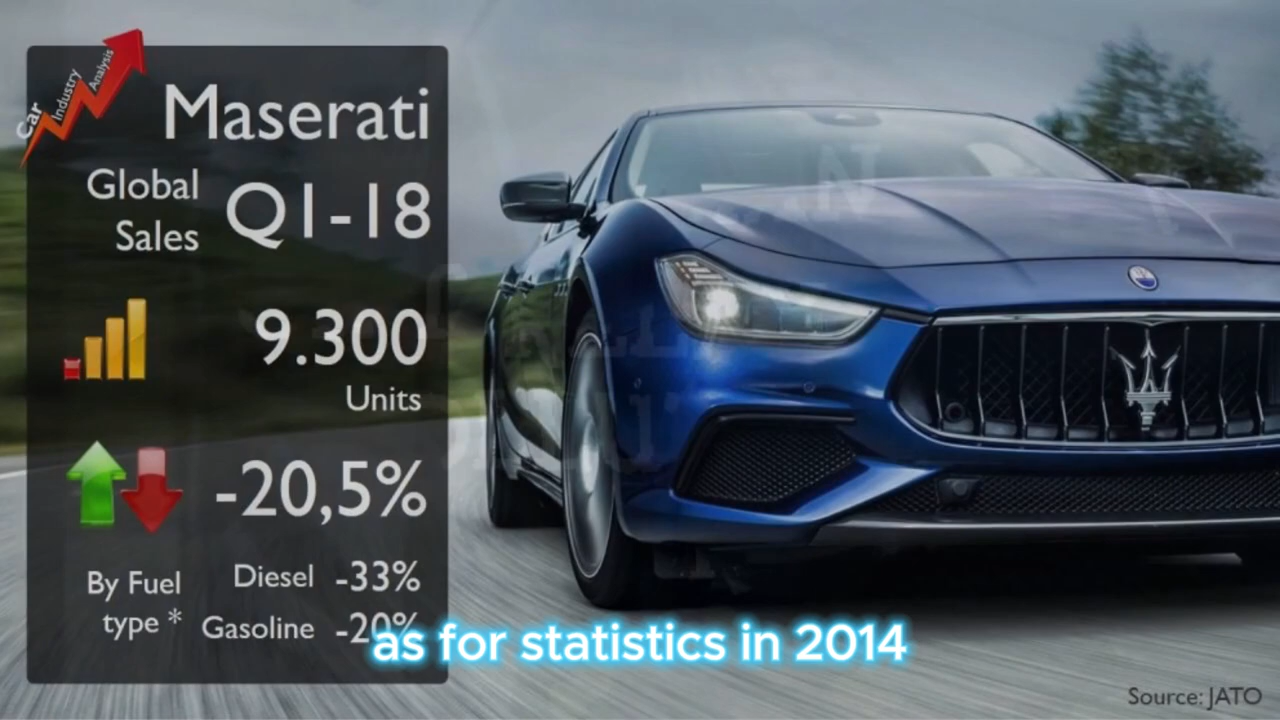 Car Industry Analysis
Maserati
Global Sales
Q1-18
9.300
Units
-20,5%
By Fuel type *
Diesel -33%
Gasoline -20%
as for statistics in 2014
Source: JATO